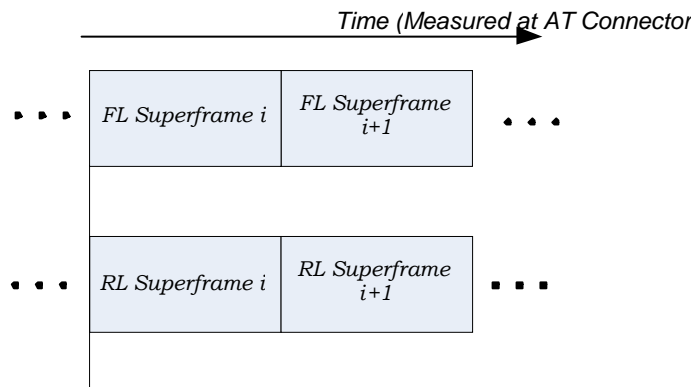 Time (Measured at AT Connector
FL Superframe i
FL Superframe
i+1
RL Superframe i
RL Superframe
i+1